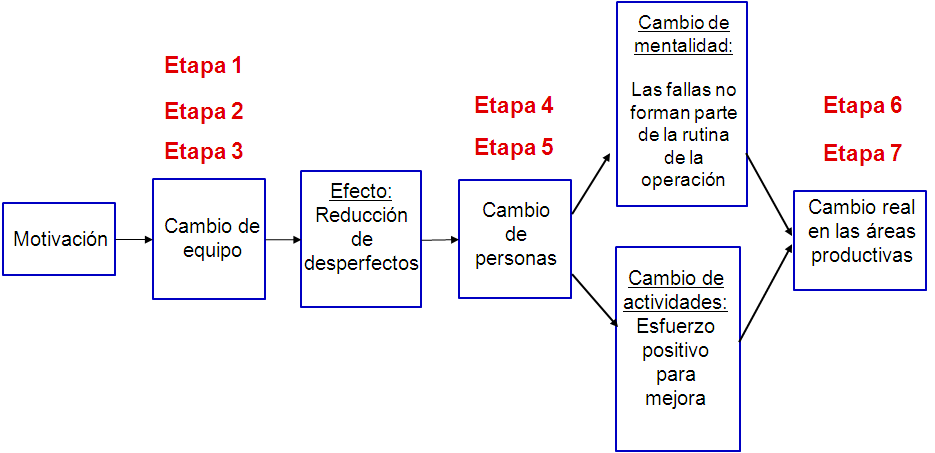 Etapa 1
Etapa 2
Etapa 3
Motivación
Cambio de
equipo
Efecto:
Reducción
de
desperfectos
Etapa 4
Etapa 5
Cambio
de
personas
Cambio de
mentalidad:
Las fallas no
forman parte
de la rutina
de la
operación
Cambio de
actividades:
Esfuerzo
positivo
para
mejora
Etapa 6
Etapa 7
Cambio real
en las áreas
productivas